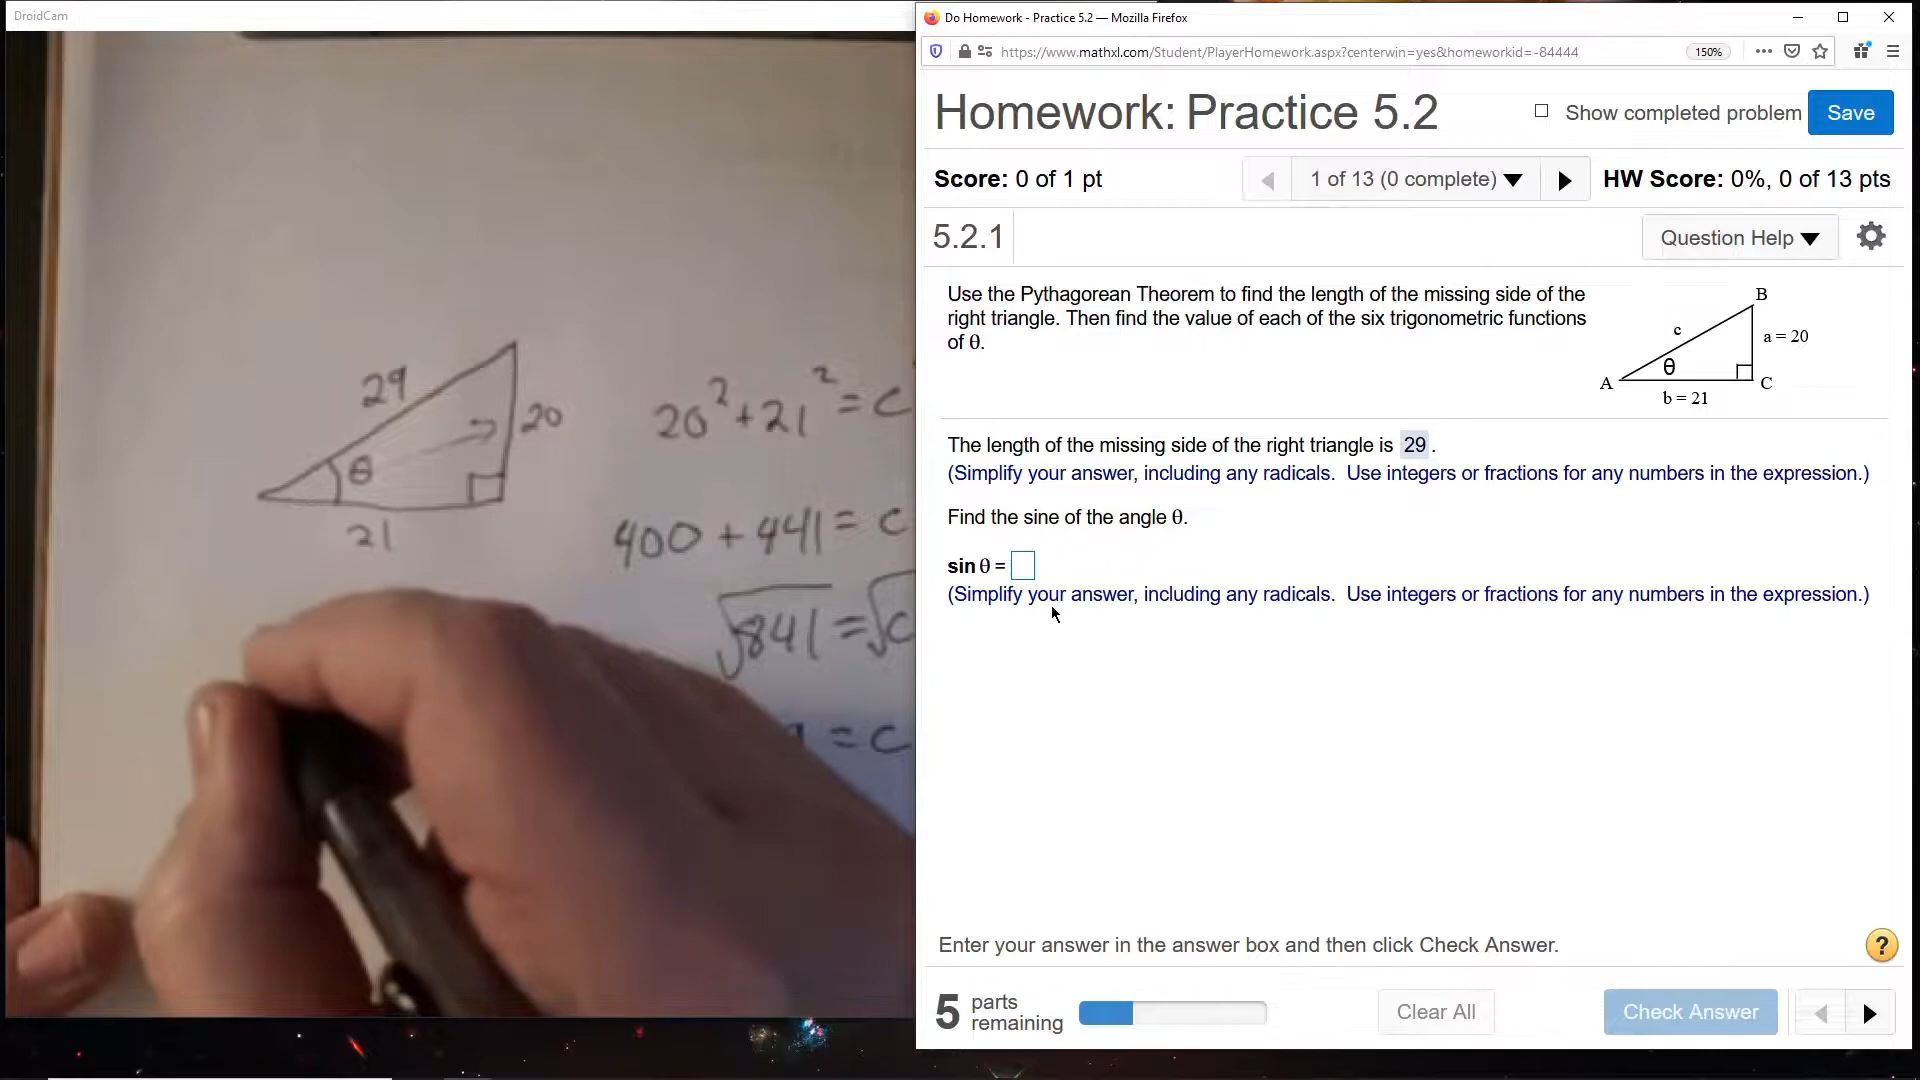 DroidCam
29
θ
20
21
20² + 21² = c
400 + 441 = c
√841 = √c
= c
Do Homework - Practice 5.2 — Mozilla Firefox
https://www.mathxl.com/Student/PlayerHomework.aspx?centerwin=yes&homeworkid=-84444
150%
Homework: Practice 5.2
Show completed problem
Save
Score: 0 of 1 pt
1 of 13 (0 complete)
HW Score: 0%, 0 of 13 pts
5.2.1
Question Help
Use the Pythagorean Theorem to find the length of the missing side of the
right triangle. Then find the value of each of the six trigonometric functions
of θ.
B
c
a = 20
θ
A
C
b = 21
The length of the missing side of the right triangle is 29 .
(Simplify your answer, including any radicals. Use integers or fractions for any numbers in the expression.)
Find the sine of the angle θ.
sin θ =
(Simplify your answer, including any radicals. Use integers or fractions for any numbers in the expression.)
Enter your answer in the answer box and then click Check Answer.
?
5 parts
remaining
Clear All
Check Answer